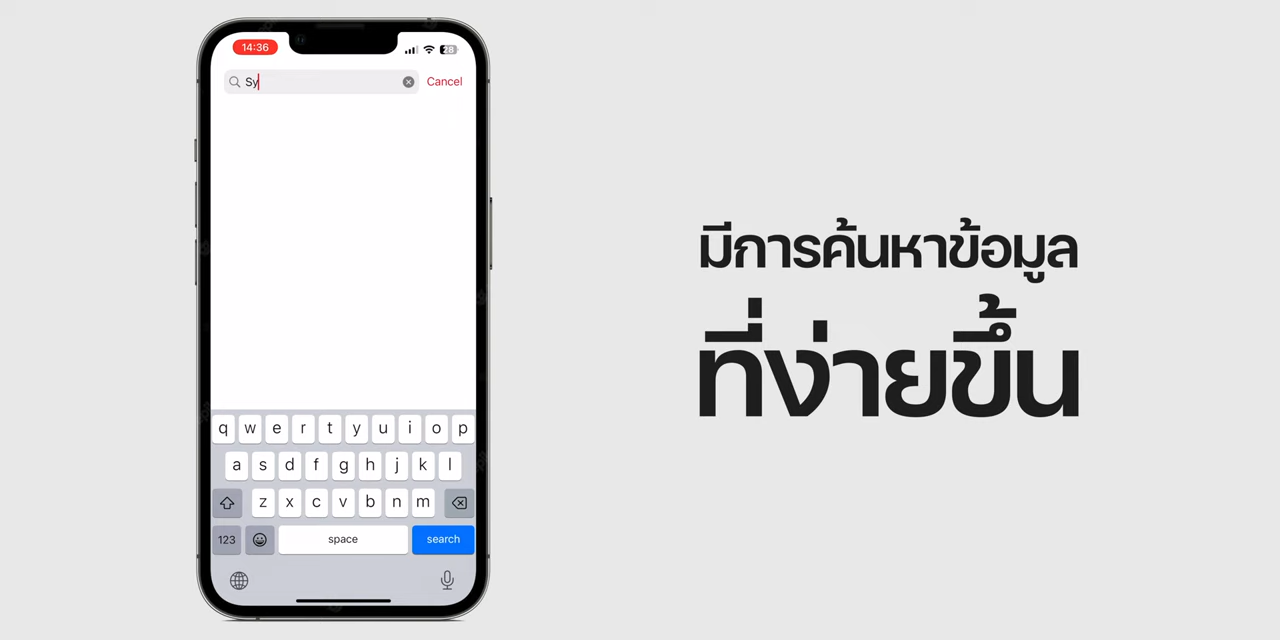 14:36
28
Sy
Cancel
มีการค้นหาข้อมูล
ที่ง่ายขึ้น
q w e r t y u i o p
a s d f g h j k l
z x c v b n m
123
space
search